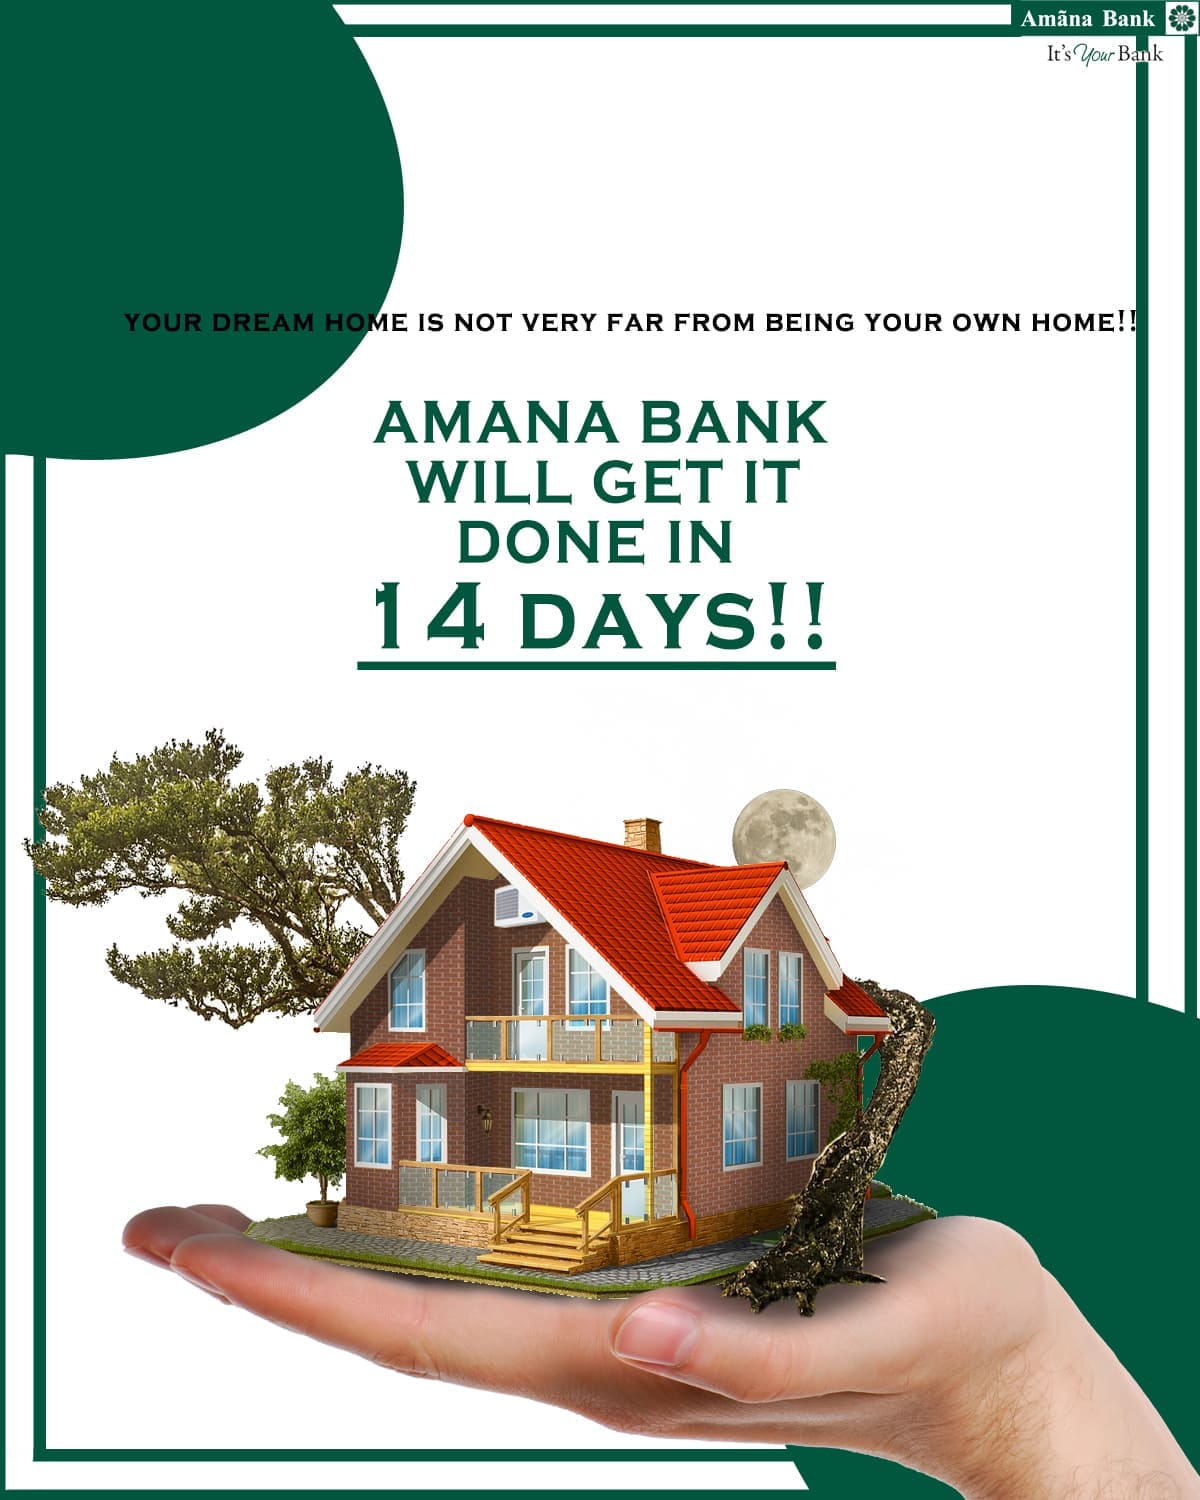 Amãna Bank
It's Your Bank
YOUR DREAM HOME IS NOT VERY FAR FROM BEING YOUR OWN HOME!!
AMANA BANK
WILL GET IT
DONE IN
14 DAYS!!